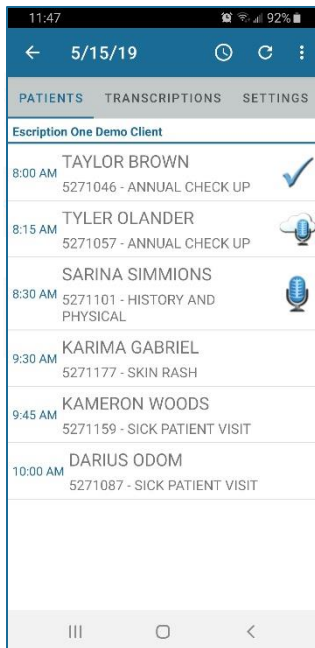 11:47 92%
5/15/19
PATIENTS TRANSCRIPTIONS SETTINGS
Escription One Demo Client
8:00 AM TAYLOR BROWN
5271046 - ANNUAL CHECK UP
8:15 AM TYLER OLANDER
5271057 - ANNUAL CHECK UP
8:30 AM SARINA SIMMIONS
5271101 - HISTORY AND
PHYSICAL
9:30 AM KARIMA GABRIEL
5271177 - SKIN RASH
9:45 AM KAMERON WOODS
5271159 - SICK PATIENT VISIT
10:00 AM DARIUS ODOM
5271087 - SICK PATIENT VISIT